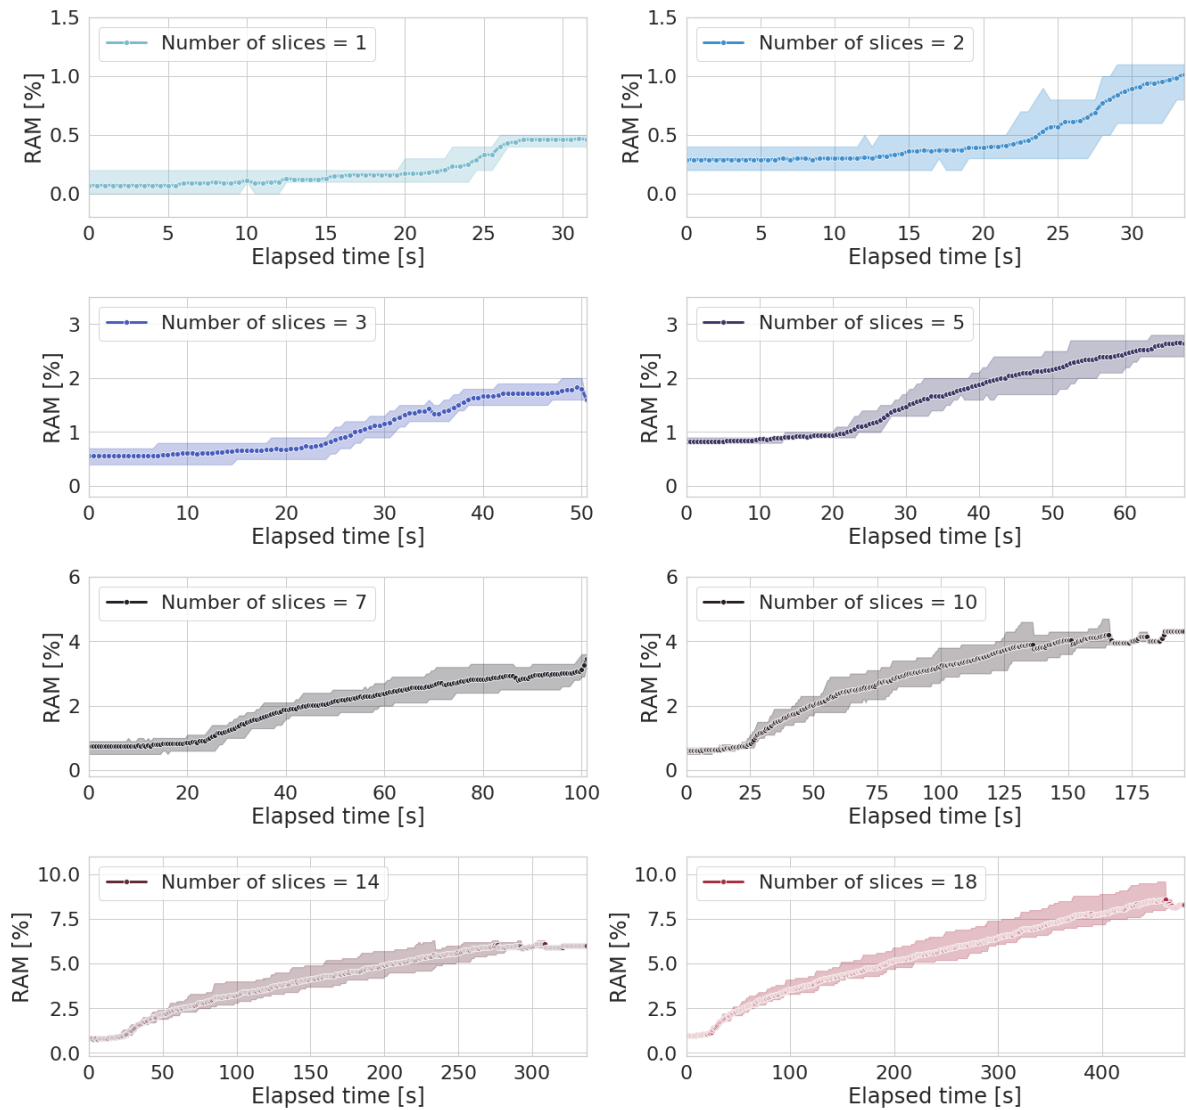 Number of slices = 1
RAM [%]
1.5
1.0
0.5
0.0
0 5 10 15 20 25 30
Elapsed time [s]
Number of slices = 2
RAM [%]
1.5
1.0
0.5
0.0
0 5 10 15 20 25 30
Elapsed time [s]
Number of slices = 3
RAM [%]
3
2
1
0
0 10 20 30 40 50
Elapsed time [s]
Number of slices = 5
RAM [%]
3
2
1
0
0 10 20 30 40 50 60
Elapsed time [s]
Number of slices = 7
RAM [%]
6
4
2
0
0 20 40 60 80 100
Elapsed time [s]
Number of slices = 10
RAM [%]
6
4
2
0
0 25 50 75 100 125 150 175
Elapsed time [s]
Number of slices = 14
RAM [%]
10.0
7.5
5.0
2.5
0.0
0 50 100 150 200 250 300
Elapsed time [s]
Number of slices = 18
RAM [%]
10.0
7.5
5.0
2.5
0.0
0 100 200 300 400
Elapsed time [s]